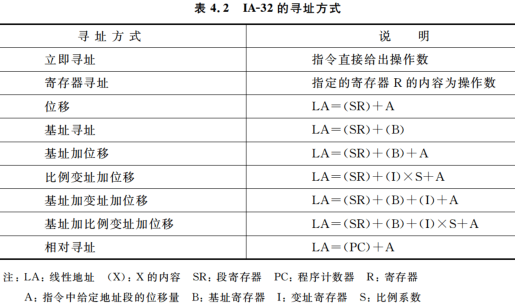 表 4.2 IA-32 的寻址方式
寻址方式 说明
立即寻址 指令直接给出操作数
寄存器寻址 指定的寄存器 R 的内容为操作数
位移 LA=(SR)+A
基址寻址 LA=(SR)+(B)
基址加位移 LA=(SR)+(B)+A
比例变址加位移 LA=(SR)+(I)×S+A
基址加变址加位移 LA=(SR)+(B)+(I)+A
基址加比例变址加位移 LA=(SR)+(B)+(I)×S+A
相对寻址 LA=(PC)+A
注:LA:线性地址 (X):X 的内容 SR:段寄存器 PC:程序计数器 R:寄存器
A:指令中给定地址段的位移量 B:基址寄存器 I:变址寄存器 S:比例系数